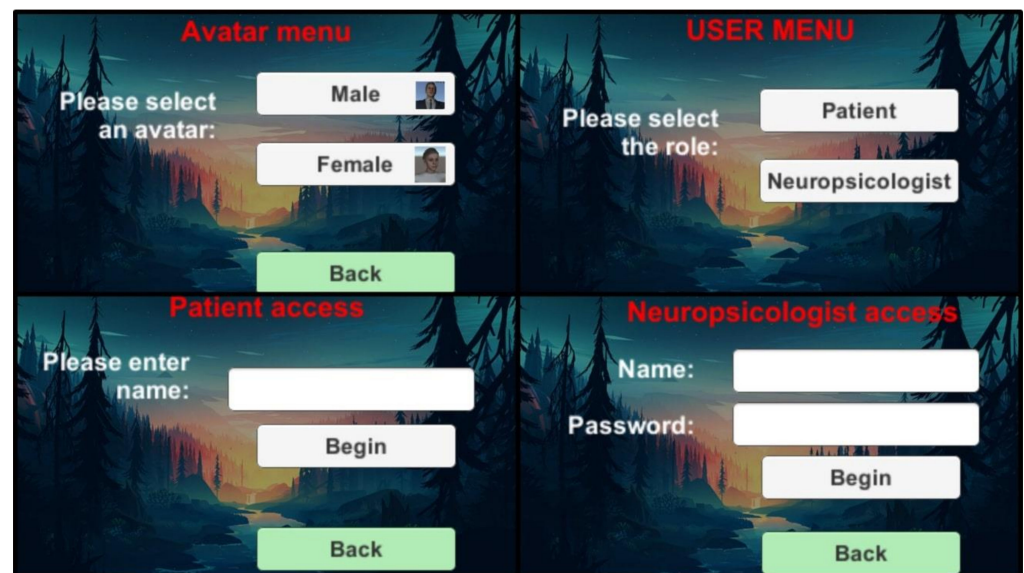 Avatar menu
Please select
an avatar:
Male
Female
Back
USER MENU
Please select
the role:
Patient
Neuropsicologist
Patient access
Please enter
name:
Begin
Back
Neuropsicologist access
Name:
Password:
Begin
Back